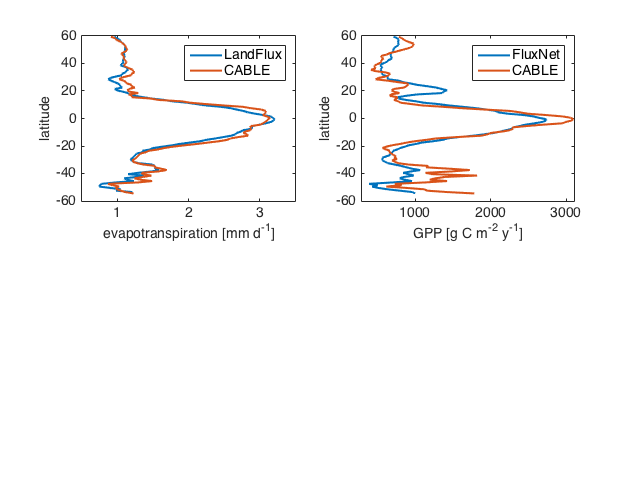 60
40
20
0
-20
-40
-60
latitude
1
2
3
evapotranspiration [mm d-1]
LandFlux
CABLE
60
40
20
0
-20
-40
-60
latitude
1000
2000
3000
GPP [g C m-2 y-1]
FluxNet
CABLE